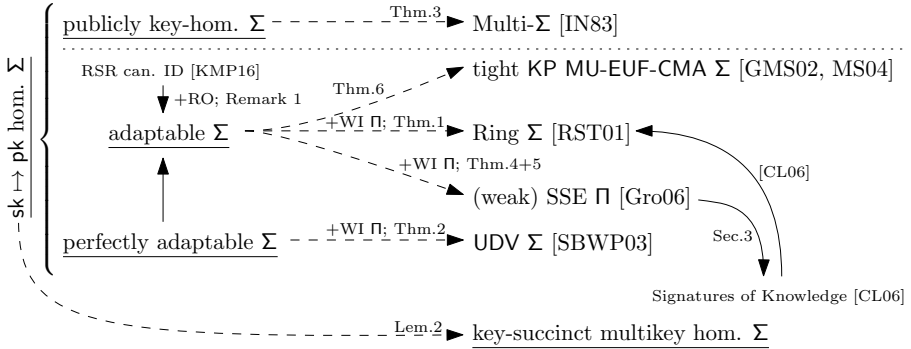 publicly key-hom. Σ
Thm.3
Multi-Σ [IN83]
RSR can. ID [KMP16]
+RO; Remark 1
Thm.6
tight KP MU-EUF-CMA Σ [GMS02, MS04]
adaptable Σ
+WI Π; Thm.1
Ring Σ [RST01]
+WI Π; Thm.4+5
[CL06]
(weak) SSE Π [Gro06]
Sec.3
perfectly adaptable Σ
+WI Π; Thm.2
UDV Σ [SBWP03]
Signatures of Knowledge [CL06]
sk ↦ pk hom. Σ
Lem.2
key-succinct multikey hom. Σ